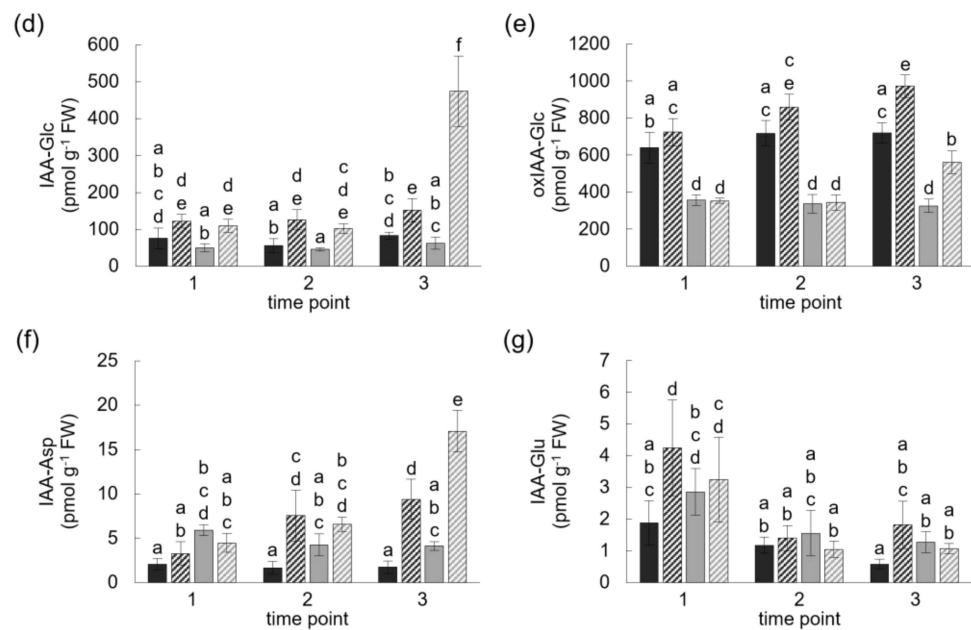 (d)
IAA-Glc
(pmol g⁻¹ FW)
600
500
400
300
200
100
0
a
b
c
d
d
e
a
b
d
e
a
b
d
e
a
c
d
e
b
c
d
e
a
b
c
f
1 2 3
time point
(e)
oxIAA-Glc
(pmol g⁻¹ FW)
1200
1000
800
600
400
200
0
a
b
a
c
d
d
a
c
c
e
d
d
a
c
e
d
b
1 2 3
time point
(f)
IAA-Asp
(pmol g⁻¹ FW)
25
20
15
10
5
0
a
a
b
b
c
d
a
b
c
a
c
d
a
b
c
b
c
d
a
d
a
b
c
e
1 2 3
time point
(g)
IAA-Glu
(pmol g⁻¹ FW)
7
6
5
4
3
2
1
0
a
b
c
d
b
c
d
c
d
a
b
a
b
a
b
c
a
b
a
a
b
c
a
b
a
b
1 2 3
time point